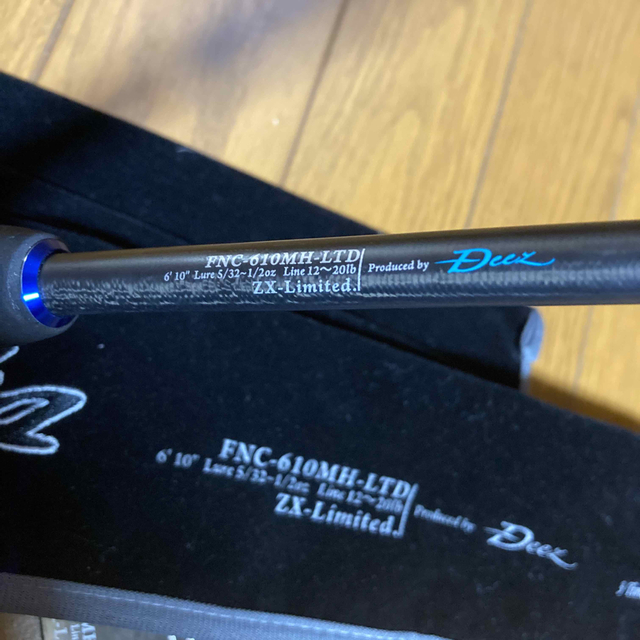 FNC-610MH-LTD
6' 10" Lure 5/32~1/2oz Line 12~20lb
ZX-Limited.
Produced by Deez
FNC-610MH-LTD
6' 10" Lure 5/32~1/2oz Line 12~20lb
ZX-Limited.
Produced by Deez